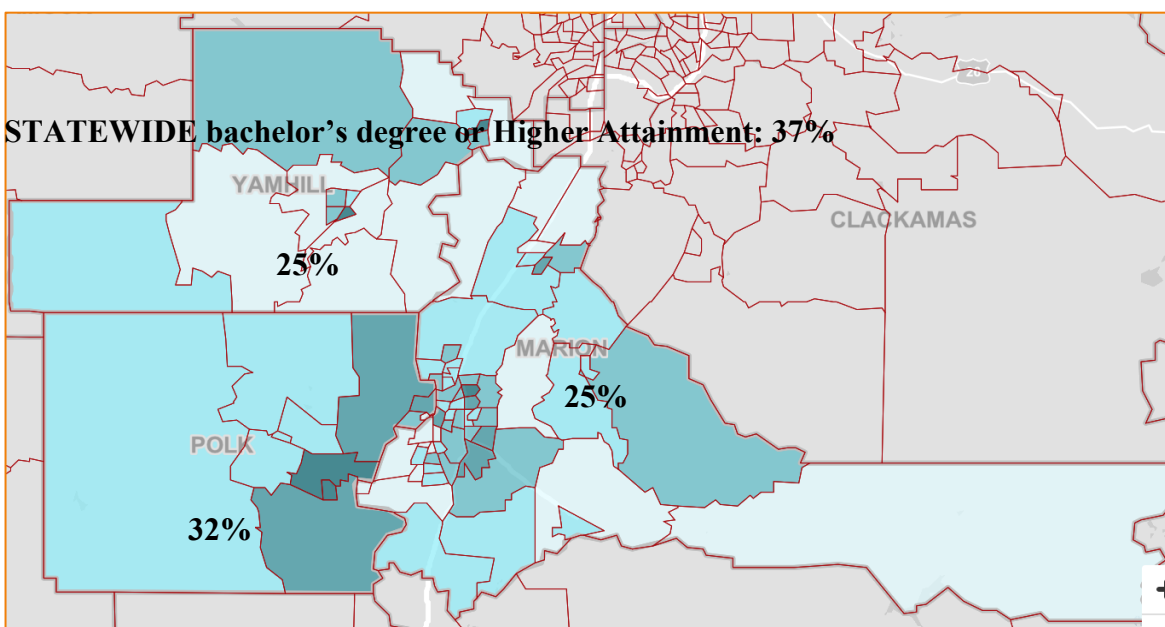 26
STATEWIDE bachelor’s degree or Higher Attainment: 37%
YAMHILL
CLACKAMAS
25%
MARION
25%
POLK
32%
+